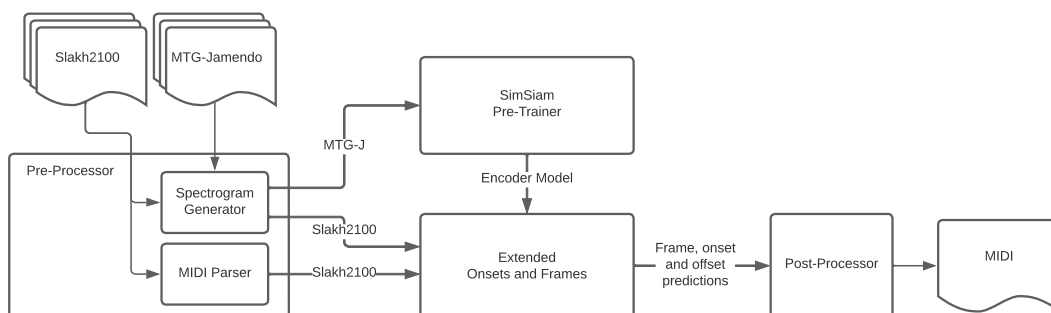 Slakh2100
MTG-Jamendo
SimSiam
Pre-Trainer
MTG-J
Pre-Processor
Spectrogram
Generator
Encoder Model
Slakh2100
MIDI Parser
Slakh2100
Extended
Onsets and Frames
Frame, onset
and offset
predictions
Post-Processor
MIDI